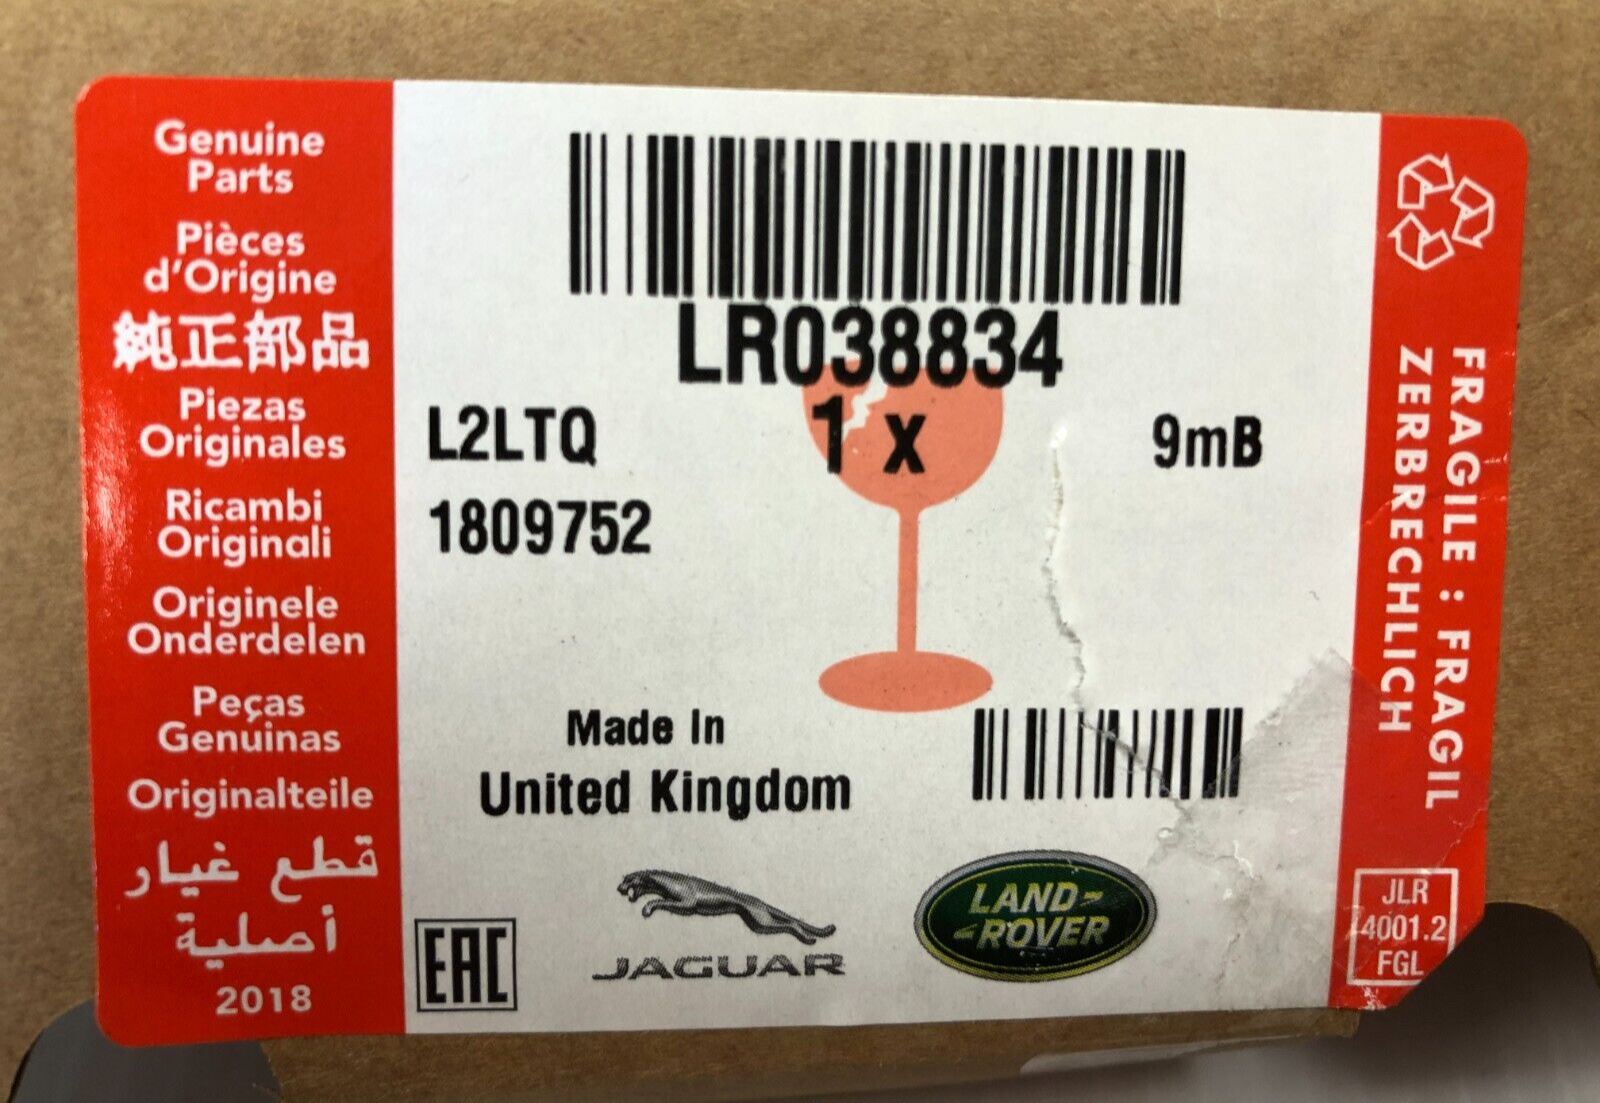 Genuine
Parts
Pièces
d'Origine
純正部品
Piezas
Originales
Ricambi
Originali
Originele
Onderdelen
Peças
Genuinas
Originalteile
قطع غيار
أصلية
2018
LR038834
L2LTQ
1 x
9mB
1809752
Made In
United Kingdom
EAC
JAGUAR
LAND-
-ROVER
FRAGILE : FRAGIL
ZERBRECHLICH
JLR
4001.2
FGL